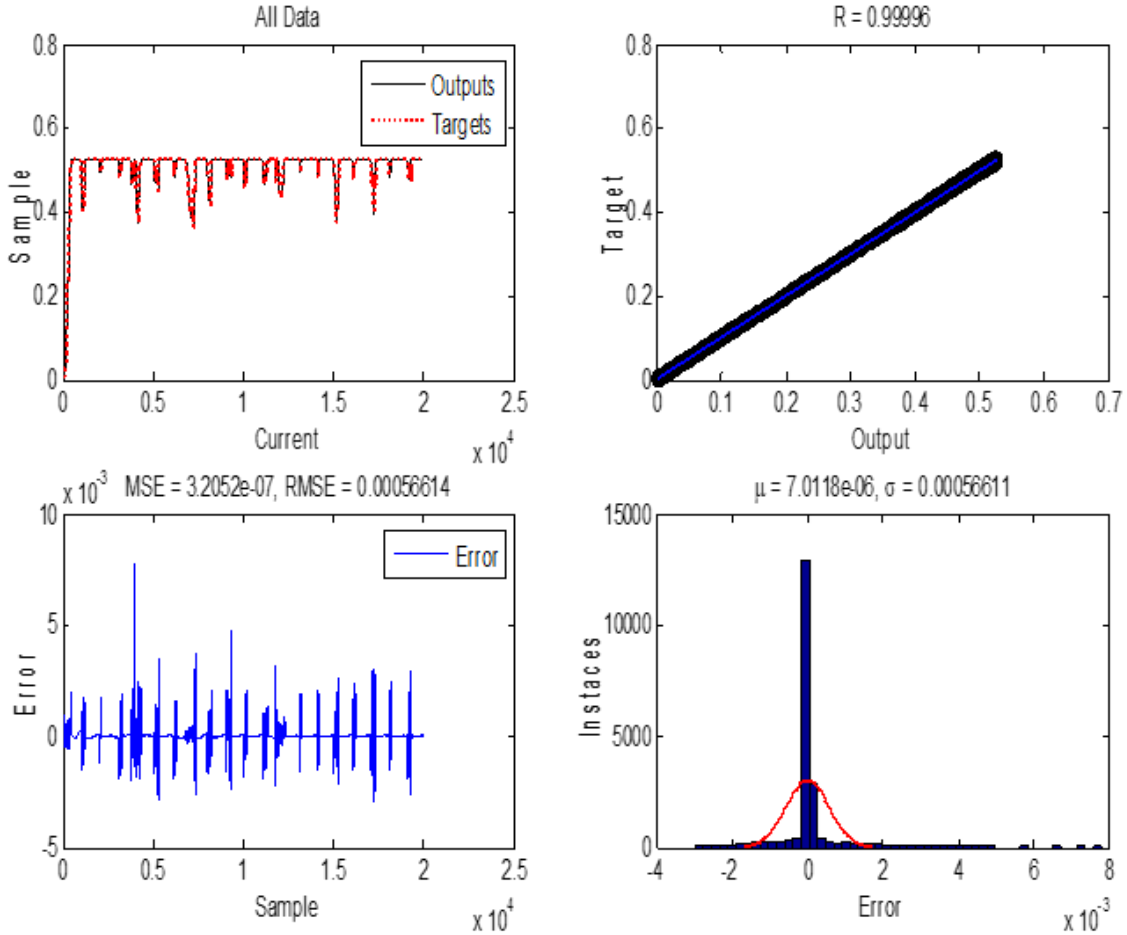 All Data
0.8
0.6
0.4
0.2
0
Sample
Outputs
Targets
0 0.5 1 1.5 2 2.5
Current
x 10^4
R = 0.99996
0.8
0.6
0.4
0.2
0
Target
0 0.1 0.2 0.3 0.4 0.5 0.6 0.7
Output
x 10^-3 MSE = 3.2052e-07, RMSE = 0.00056614
10
5
0
-5
Error
Error
0 0.5 1 1.5 2 2.5
Sample
x 10^4
μ = 7.0118e-06, σ = 0.00056611
15000
10000
5000
0
Instaces
-4 -2 0 2 4 6 8
Error
x 10^-3